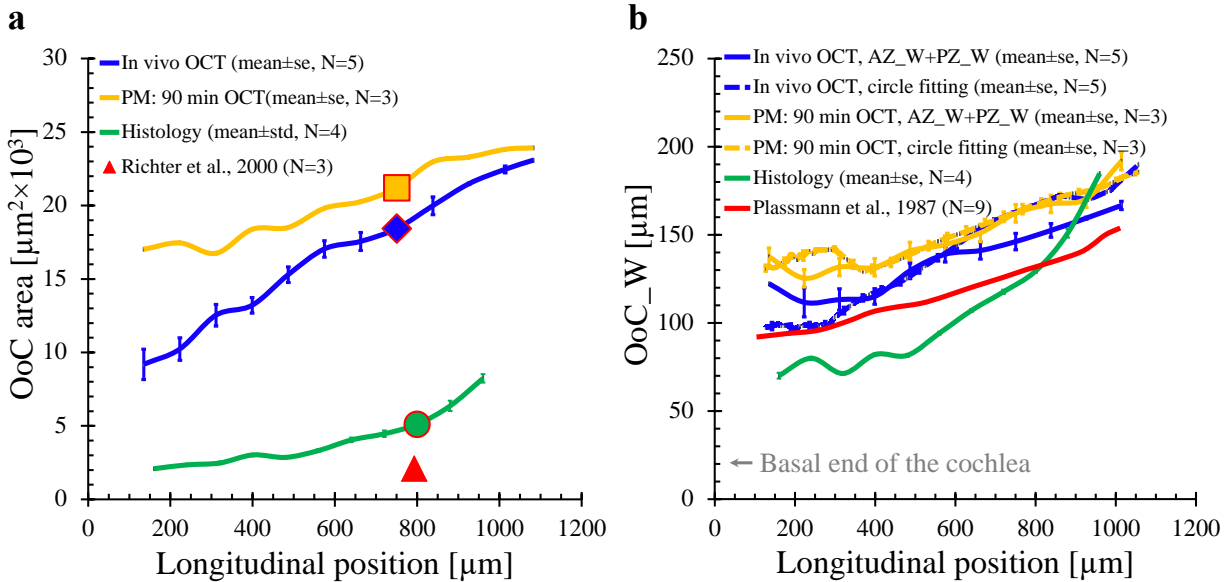 a
OoC area [µm²·×10³]
30
25
20
15
10
5
0
In vivo OCT (mean±se, N=5)
PM: 90 min OCT(mean±se, N=3)
Histology (mean±std, N=4)
Richter et al., 2000 (N=3)
0 200 400 600 800 1000 1200
Longitudinal position [µm]
b
OoC_W [µm]
250
200
150
100
50
0
In vivo OCT, AZ_W+PZ_W (mean±se, N=5)
In vivo OCT, circle fitting (mean±se, N=5)
PM: 90 min OCT, AZ_W+PZ_W (mean±se, N=3)
PM: 90 min OCT, circle fitting (mean±se, N=3)
Histology (mean±se, N=4)
Plassmann et al., 1987 (N=9)
← Basal end of the cochlea
0 200 400 600 800 1000 1200
Longitudinal position [µm]